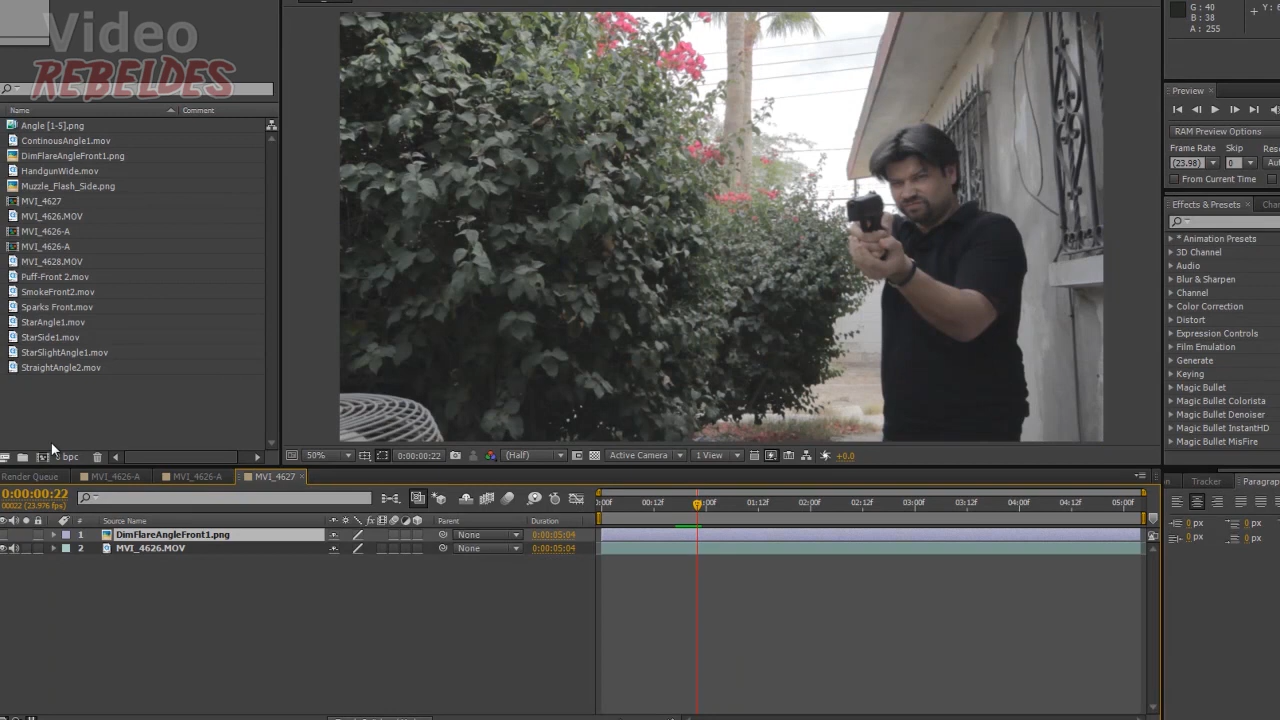 Video
REBELDES
Name
Comment
Angle [1-5].png
ContinousAngle1.mov
DimFlareAngleFront1.png
HandgunWide.mov
Muzzle_Flash_Side.png
MVI_4627
MVI_4626.MOV
MVI_4626-A
MVI_4626-A
MVI_4628.MOV
Puff-Front 2.mov
SmokeFront2.mov
Sparks Front.mov
StarAngle1.mov
StarSide1.mov
StarSlightAngle1.mov
StraightAngle2.mov
bpc
50%
0:00:00:22
(Half)
Active Camera
1 View
+0.0
G : 40
B : 38
A : 255
Preview
RAM Preview Options
Frame Rate
Skip
(23.98)
0
From Current Time
Effects & Presets
* Animation Presets
3D Channel
Audio
Blur & Sharpen
Channel
Color Correction
Distort
Expression Controls
Film Emulation
Generate
Keying
Magic Bullet
Magic Bullet Colorista
Magic Bullet Denoiser
Magic Bullet InstantHD
Magic Bullet MisFire
Render Queue
MVI_4626-A
MVI_4626-A
MVI_4627
0:00:00:22
00022 (23.976 fps)
# Source Name
Parent
Duration
1 DimFlareAngleFront1.png None 0:00:05:04
2 MVI_4626.MOV None 0:00:05:04
00:12f
01:12f
02:00f
02:12f
03:00f
03:12f
04:00f
04:12f
05:00f
Tracker
Paragraph
0 px
0 px
0 px
0 px